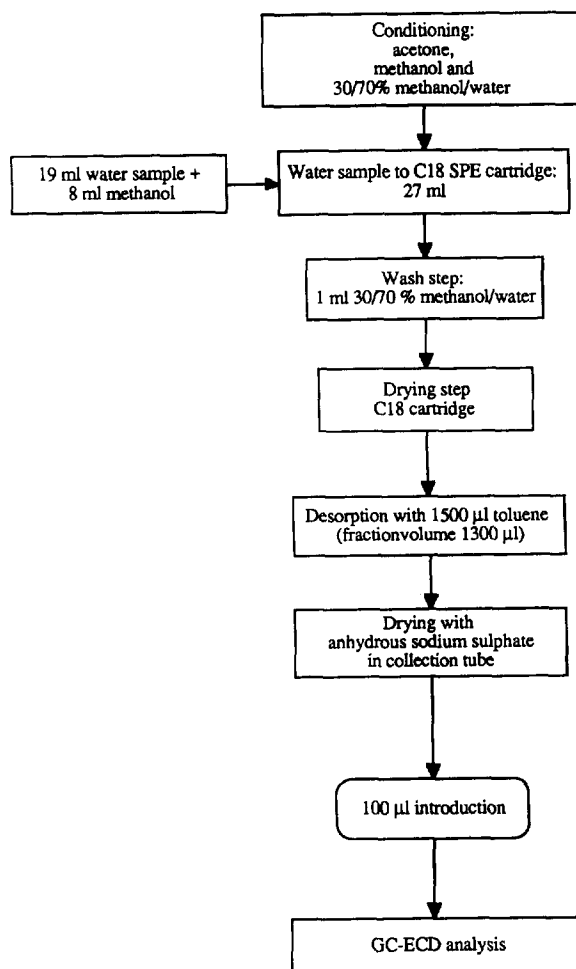 Conditioning:
acetone,
methanol and
30/70% methanol/water
19 ml water sample +
8 ml methanol
Water sample to C18 SPE cartridge:
27 ml
Wash step:
1 ml 30/70 % methanol/water
Drying step
C18 cartridge
Desorption with 1500 µl toluene
(fractionvolume 1300 µl)
Drying with
anhydrous sodium sulphate
in collection tube
100 µl introduction
GC-ECD analysis